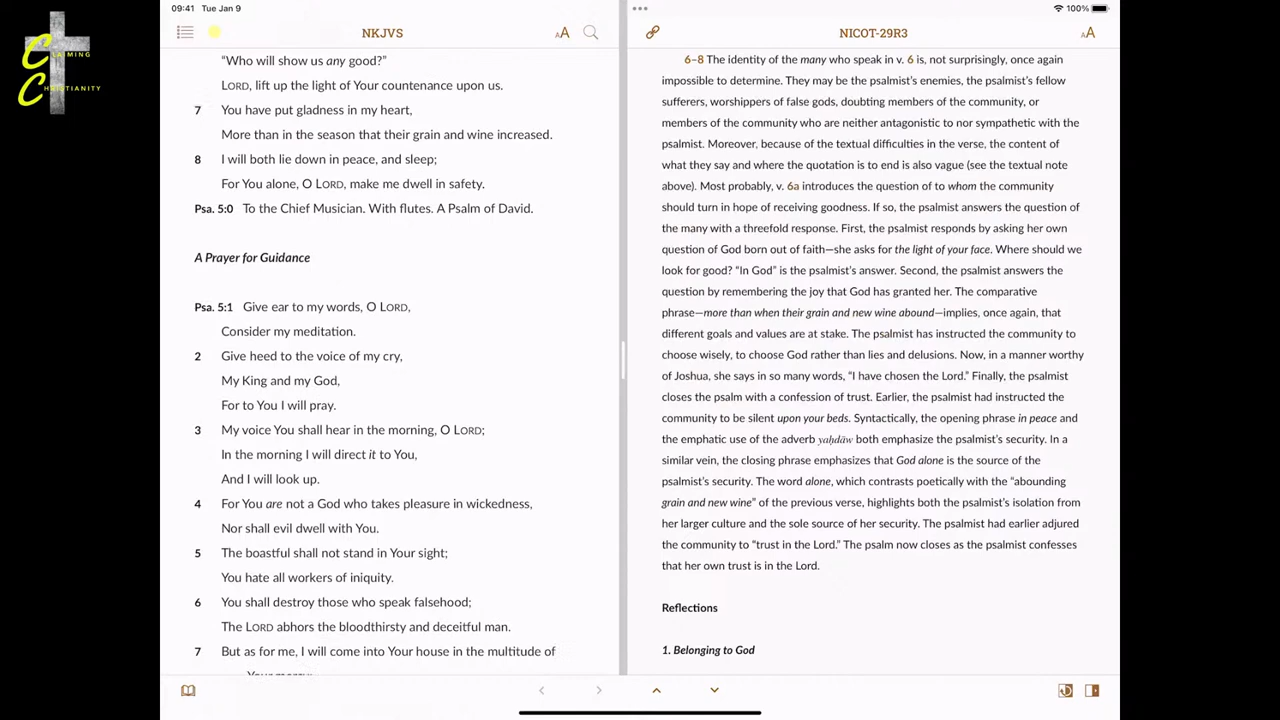 CLAIMING
CHRISTIANITY
09:41 Tue Jan 9
100%
NKJVS
AA
“Who will show us any good?”
LORD, lift up the light of Your countenance upon us.
7 You have put gladness in my heart,
More than in the season that their grain and wine increased.
8 I will both lie down in peace, and sleep;
For You alone, O LORD, make me dwell in safety.
Psa. 5:0 To the Chief Musician. With flutes. A Psalm of David.
A Prayer for Guidance
Psa. 5:1 Give ear to my words, O LORD,
Consider my meditation.
2 Give heed to the voice of my cry,
My King and my God,
For to You I will pray.
3 My voice You shall hear in the morning, O LORD;
In the morning I will direct it to You,
And I will look up.
4 For You are not a God who takes pleasure in wickedness,
Nor shall evil dwell with You.
5 The boastful shall not stand in Your sight;
You hate all workers of iniquity.
6 You shall destroy those who speak falsehood;
The LORD abhors the bloodthirsty and deceitful man.
7 But as for me, I will come into Your house in the multitude of
Your mercy;
NICOT-29R3
AA
6–8 The identity of the many who speak in v. 6 is, not surprisingly, once again
impossible to determine. They may be the psalmist’s enemies, the psalmist’s fellow
sufferers, worshippers of false gods, doubting members of the community, or
members of the community who are neither antagonistic to nor sympathetic with the
psalmist. Moreover, because of the textual difficulties in the verse, the content of
what they say and where the quotation is to end is also vague (see the textual note
above). Most probably, v. 6a introduces the question of to whom the community
should turn in hope of receiving goodness. If so, the psalmist answers the question of
the many with a threefold response. First, the psalmist responds by asking her own
question of God born out of faith—she asks for the light of your face. Where should we
look for good? “In God” is the psalmist’s answer. Second, the psalmist answers the
question by remembering the joy that God has granted her. The comparative
phrase—more than when their grain and new wine abound—implies, once again, that
different goals and values are at stake. The psalmist has instructed the community to
choose wisely, to choose God rather than lies and delusions. Now, in a manner worthy
of Joshua, she says in so many words, “I have chosen the Lord.” Finally, the psalmist
closes the psalm with a confession of trust. Earlier, the psalmist had instructed the
community to be silent upon your beds. Syntactically, the opening phrase in peace and
the emphatic use of the adverb yaḥdāw both emphasize the psalmist’s security. In a
similar vein, the closing phrase emphasizes that God alone is the source of the
psalmist’s security. The word alone, which contrasts poetically with the “abounding
grain and new wine” of the previous verse, highlights both the psalmist’s isolation from
her larger culture and the sole source of her security. The psalmist had earlier adjured
the community to “trust in the Lord.” The psalm now closes as the psalmist confesses
that her own trust is in the Lord.
Reflections
1. Belonging to God